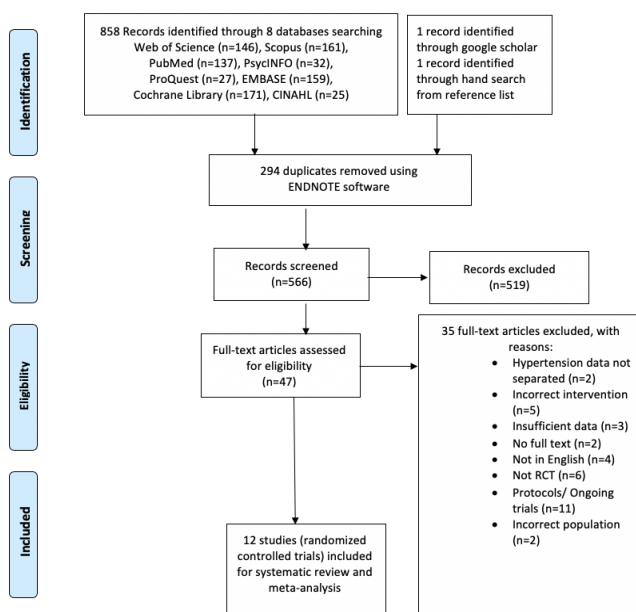 Identification
858 Records identified through 8 databases searching
Web of Science (n=146), Scopus (n=161),
PubMed (n=137), PsycINFO (n=32),
ProQuest (n=27), EMBASE (n=159),
Cochrane Library (n=171), CINAHL (n=25)
1 record identified
through google scholar
1 record identified
through hand search
from reference list
294 duplicates removed using
ENDNOTE software
Screening
Records screened
(n=566)
Records excluded
(n=519)
Eligibility
Full-text articles assessed
for eligibility
(n=47)
35 full-text articles excluded, with
reasons:
• Hypertension data not
separated (n=2)
• Incorrect intervention
(n=5)
• Insufficient data (n=3)
• No full text (n=2)
• Not in English (n=4)
• Not RCT (n=6)
• Protocols/ Ongoing
trials (n=11)
• Incorrect population
(n=2)
Included
12 studies (randomized
controlled trials) included
for systematic review and
meta-analysis